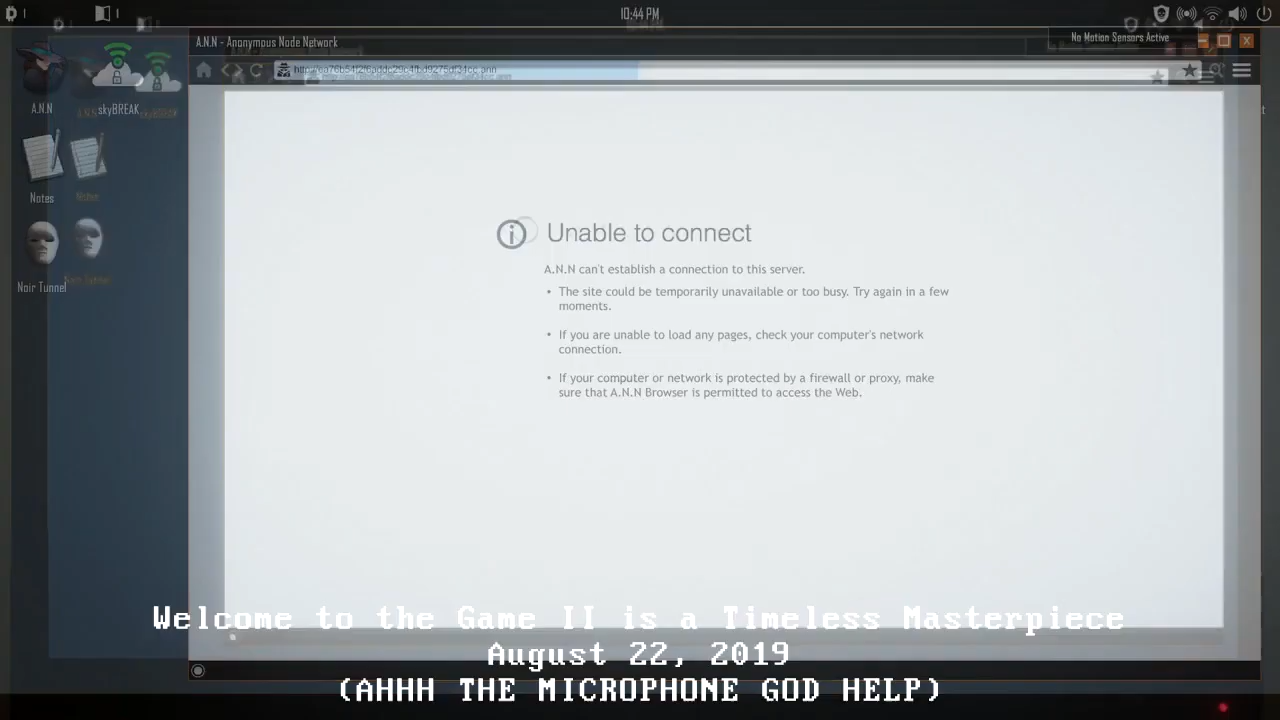 1
1
10:44 PM
A.N.N - Anonymous Node Network
No Motion Sensors Active
A.N.N
skyBREAK
Notes
Notes
Noir Tunnel
Unable to connect
A.N.N can't establish a connection to this server.
• The site could be temporarily unavailable or too busy. Try again in a few
moments.
• If you are unable to load any pages, check your computer's network
connection.
• If your computer or network is protected by a firewall or proxy, make
sure that A.N.N Browser is permitted to access the Web.
Welcome to the Game II is a Timeless Masterpiece
August 22, 2019
(AHHH THE MICROPHONE GOD HELP)